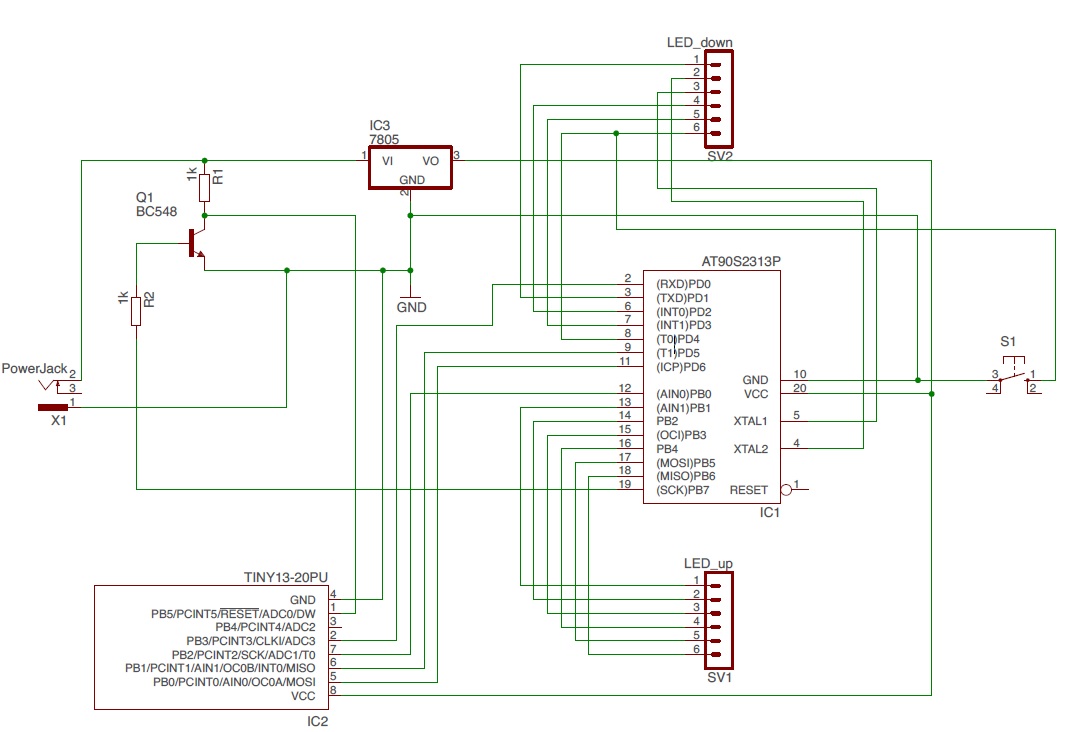 LED_down
1
2
3
4
5
6
SV2
IC3
7805
1 VI VO 3
GND
2
1k R1
Q1
BC548
1k R2
GND
PowerJack 2
3
1
X1
AT90S2313P
2 (RXD)PD0
3 (TXD)PD1
6 (INT0)PD2
7 (INT1)PD3
8 (T0)PD4
9 (T1)PD5
11 (ICP)PD6
12 (AIN0)PB0
13 (AIN1)PB1
14 PB2
15 (OCI)PB3
16 PB4
17 (MOSI)PB5
18 (MISO)PB6
19 (SCK)PB7
GND 10
VCC 20
XTAL1 5
XTAL2 4
RESET 1
IC1
S1
3 1
4 2
TINY13-20PU
GND 4
PB5/PCINT5/RESET/ADC0/DW 1
PB4/PCINT4/ADC2 3
PB3/PCINT3/CLKI/ADC3 2
PB2/PCINT2/SCK/ADC1/T0 7
PB1/PCINT1/AIN1/OC0B/INT0/MISO 6
PB0/PCINT0/AIN0/OC0A/MOSI 5
VCC 8
IC2
LED_up
1
2
3
4
5
6
SV1